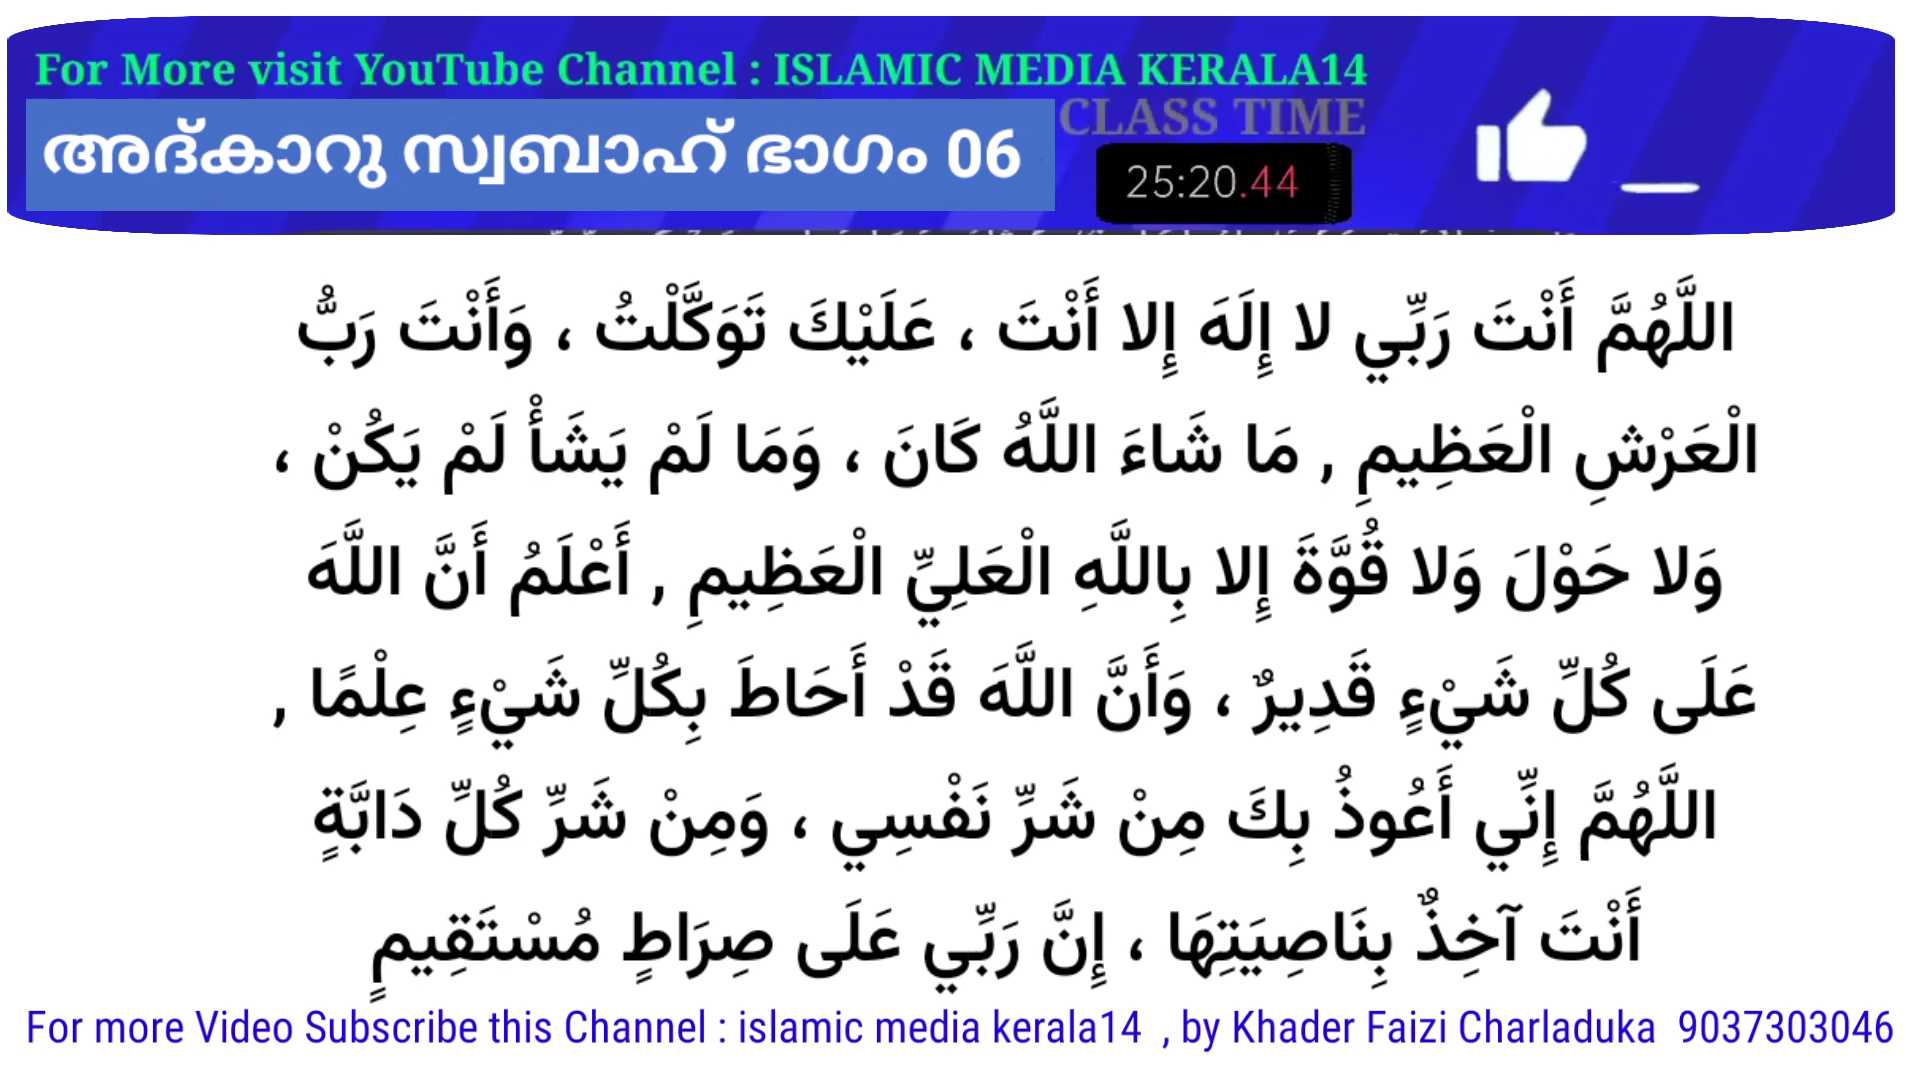 For More visit YouTube Channel : ISLAMIC MEDIA KERALA14
CLASS TIME
അദ്കാറു സ്വബാഹ് ഭാഗം 06
25:20.44
اللَّهُمَّ أَنْتَ رَبِّي لا إِلَهَ إِلا أَنْتَ ، عَلَيْكَ تَوَكَّلْتُ ، وَأَنْتَ رَبُّ
الْعَرْشِ الْعَظِيمِ , مَا شَاءَ اللَّهُ كَانَ ، وَمَا لَمْ يَشَأْ لَمْ يَكُنْ ،
وَلا حَوْلَ وَلا قُوَّةَ إِلا بِاللَّهِ الْعَلِيِّ الْعَظِيمِ , أَعْلَمُ أَنَّ اللَّهَ
عَلَى كُلِّ شَيْءٍ قَدِيرٌ ، وَأَنَّ اللَّهَ قَدْ أَحَاطَ بِكُلِّ شَيْءٍ عِلْمًا ,
اللَّهُمَّ إِنِّي أَعُوذُ بِكَ مِنْ شَرِّ نَفْسِي ، وَمِنْ شَرِّ كُلِّ دَابَّةٍ
أَنْتَ آخِذٌ بِنَاصِيَتِهَا ، إِنَّ رَبِّي عَلَى صِرَاطٍ مُسْتَقِيمٍ
For more Video Subscribe this Channel : islamic media kerala14 , by Khader Faizi Charladuka 9037303046